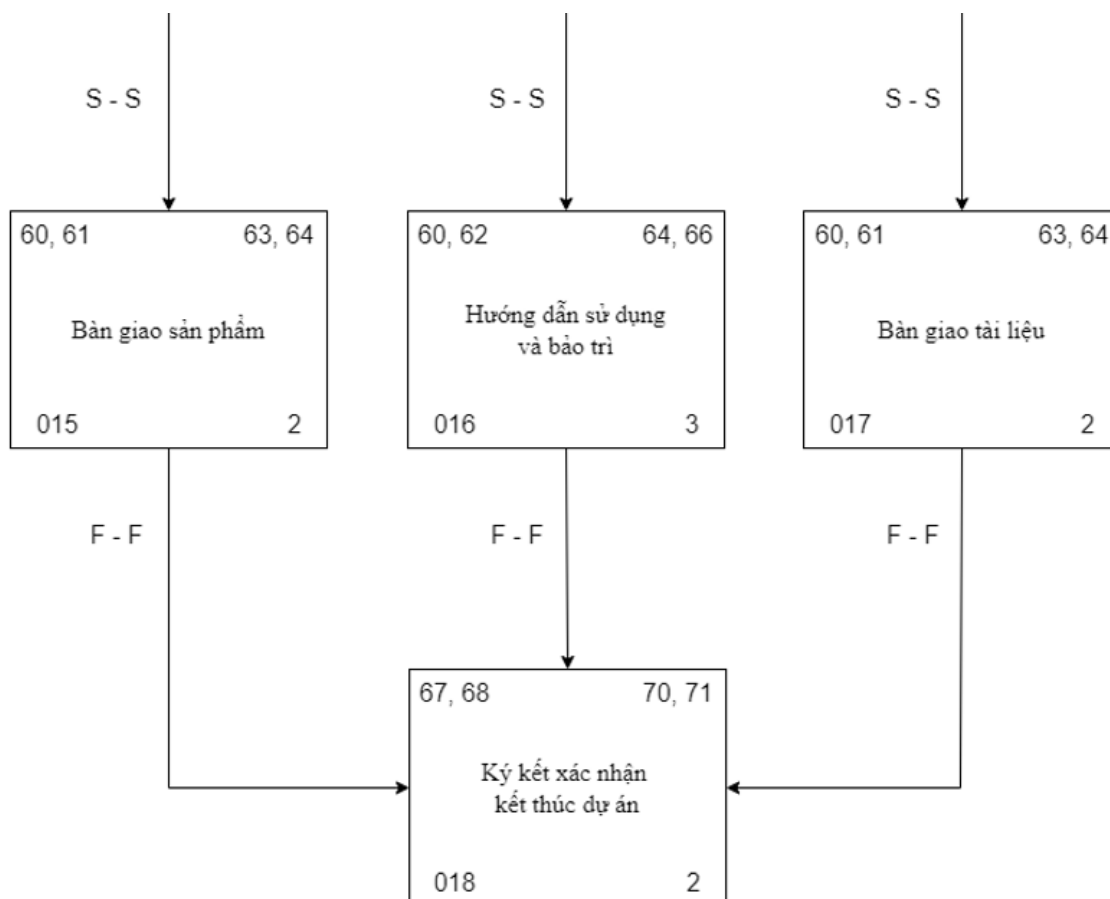 S - S
S - S
S - S
60, 61
63, 64
Bàn giao sản phẩm
015
2
60, 62
64, 66
Hướng dẫn sử dụng
và bảo trì
016
3
60, 61
63, 64
Bàn giao tài liệu
017
2
F - F
F - F
F - F
67, 68
70, 71
Ký kết xác nhận
kết thúc dự án
018
2